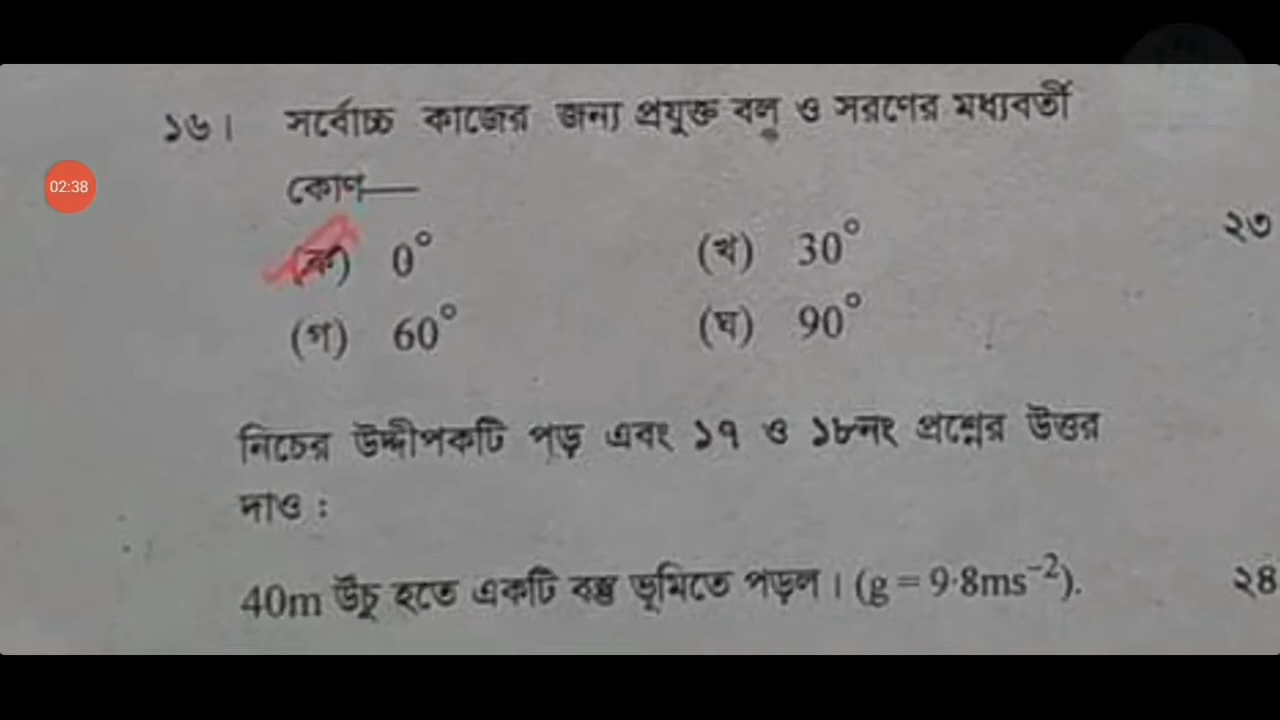 ১৬। সর্বোচ্চ কাজের জন্য প্রযুক্ত বল ও সরণের মধ্যবর্তী
কোণ—
02:38
২৩
(ক) 0° (খ) 30°
(গ) 60° (ঘ) 90°
নিচের উদ্দীপকটি পড় এবং ১৭ ও ১৮নং প্রশ্নের উত্তর
দাও :
40m উঁচু হতে একটি বস্তু ভূমিতে পড়ল। (g = 9·8ms⁻²).
২৪